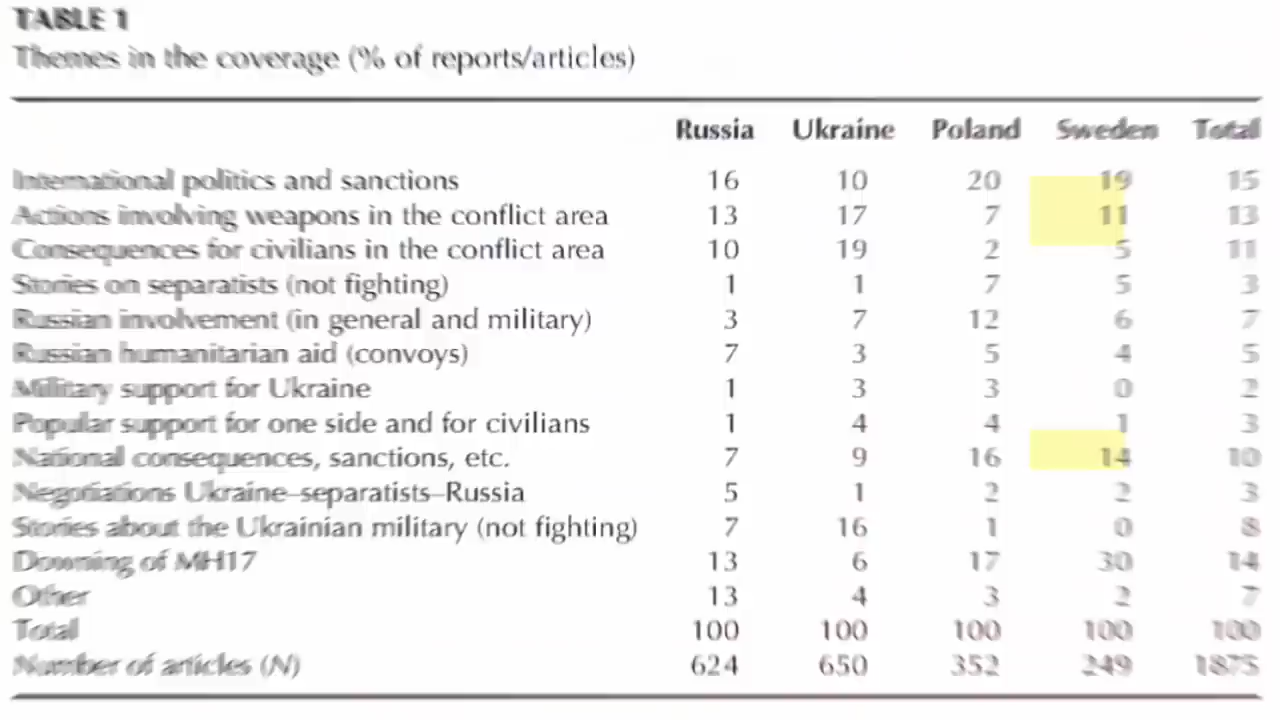 TABLE 1
Themes in the coverage (% of reports/articles)
Russia Ukraine Poland Sweden Total
International politics and sanctions 16 10 20 19 15
Actions involving weapons in the conflict area 13 17 7 11 13
Consequences for civilians in the conflict area 10 19 2 5 11
Stories on separatists (not fighting) 1 1 7 5 3
Russian involvement (in general and military) 3 7 12 6 7
Russian humanitarian aid (convoys) 7 3 5 4 5
Military support for Ukraine 1 3 3 0 2
Popular support for one side and for civilians 1 4 4 1 3
National consequences, sanctions, etc. 7 9 16 14 10
Negotiations Ukraine–separatists–Russia 5 1 2 2 3
Stories about the Ukrainian military (not fighting) 7 16 1 0 8
Downing of MH17 13 6 17 30 14
Other 13 4 3 2 7
Total 100 100 100 100 100
Number of articles (N) 624 650 352 249 1875